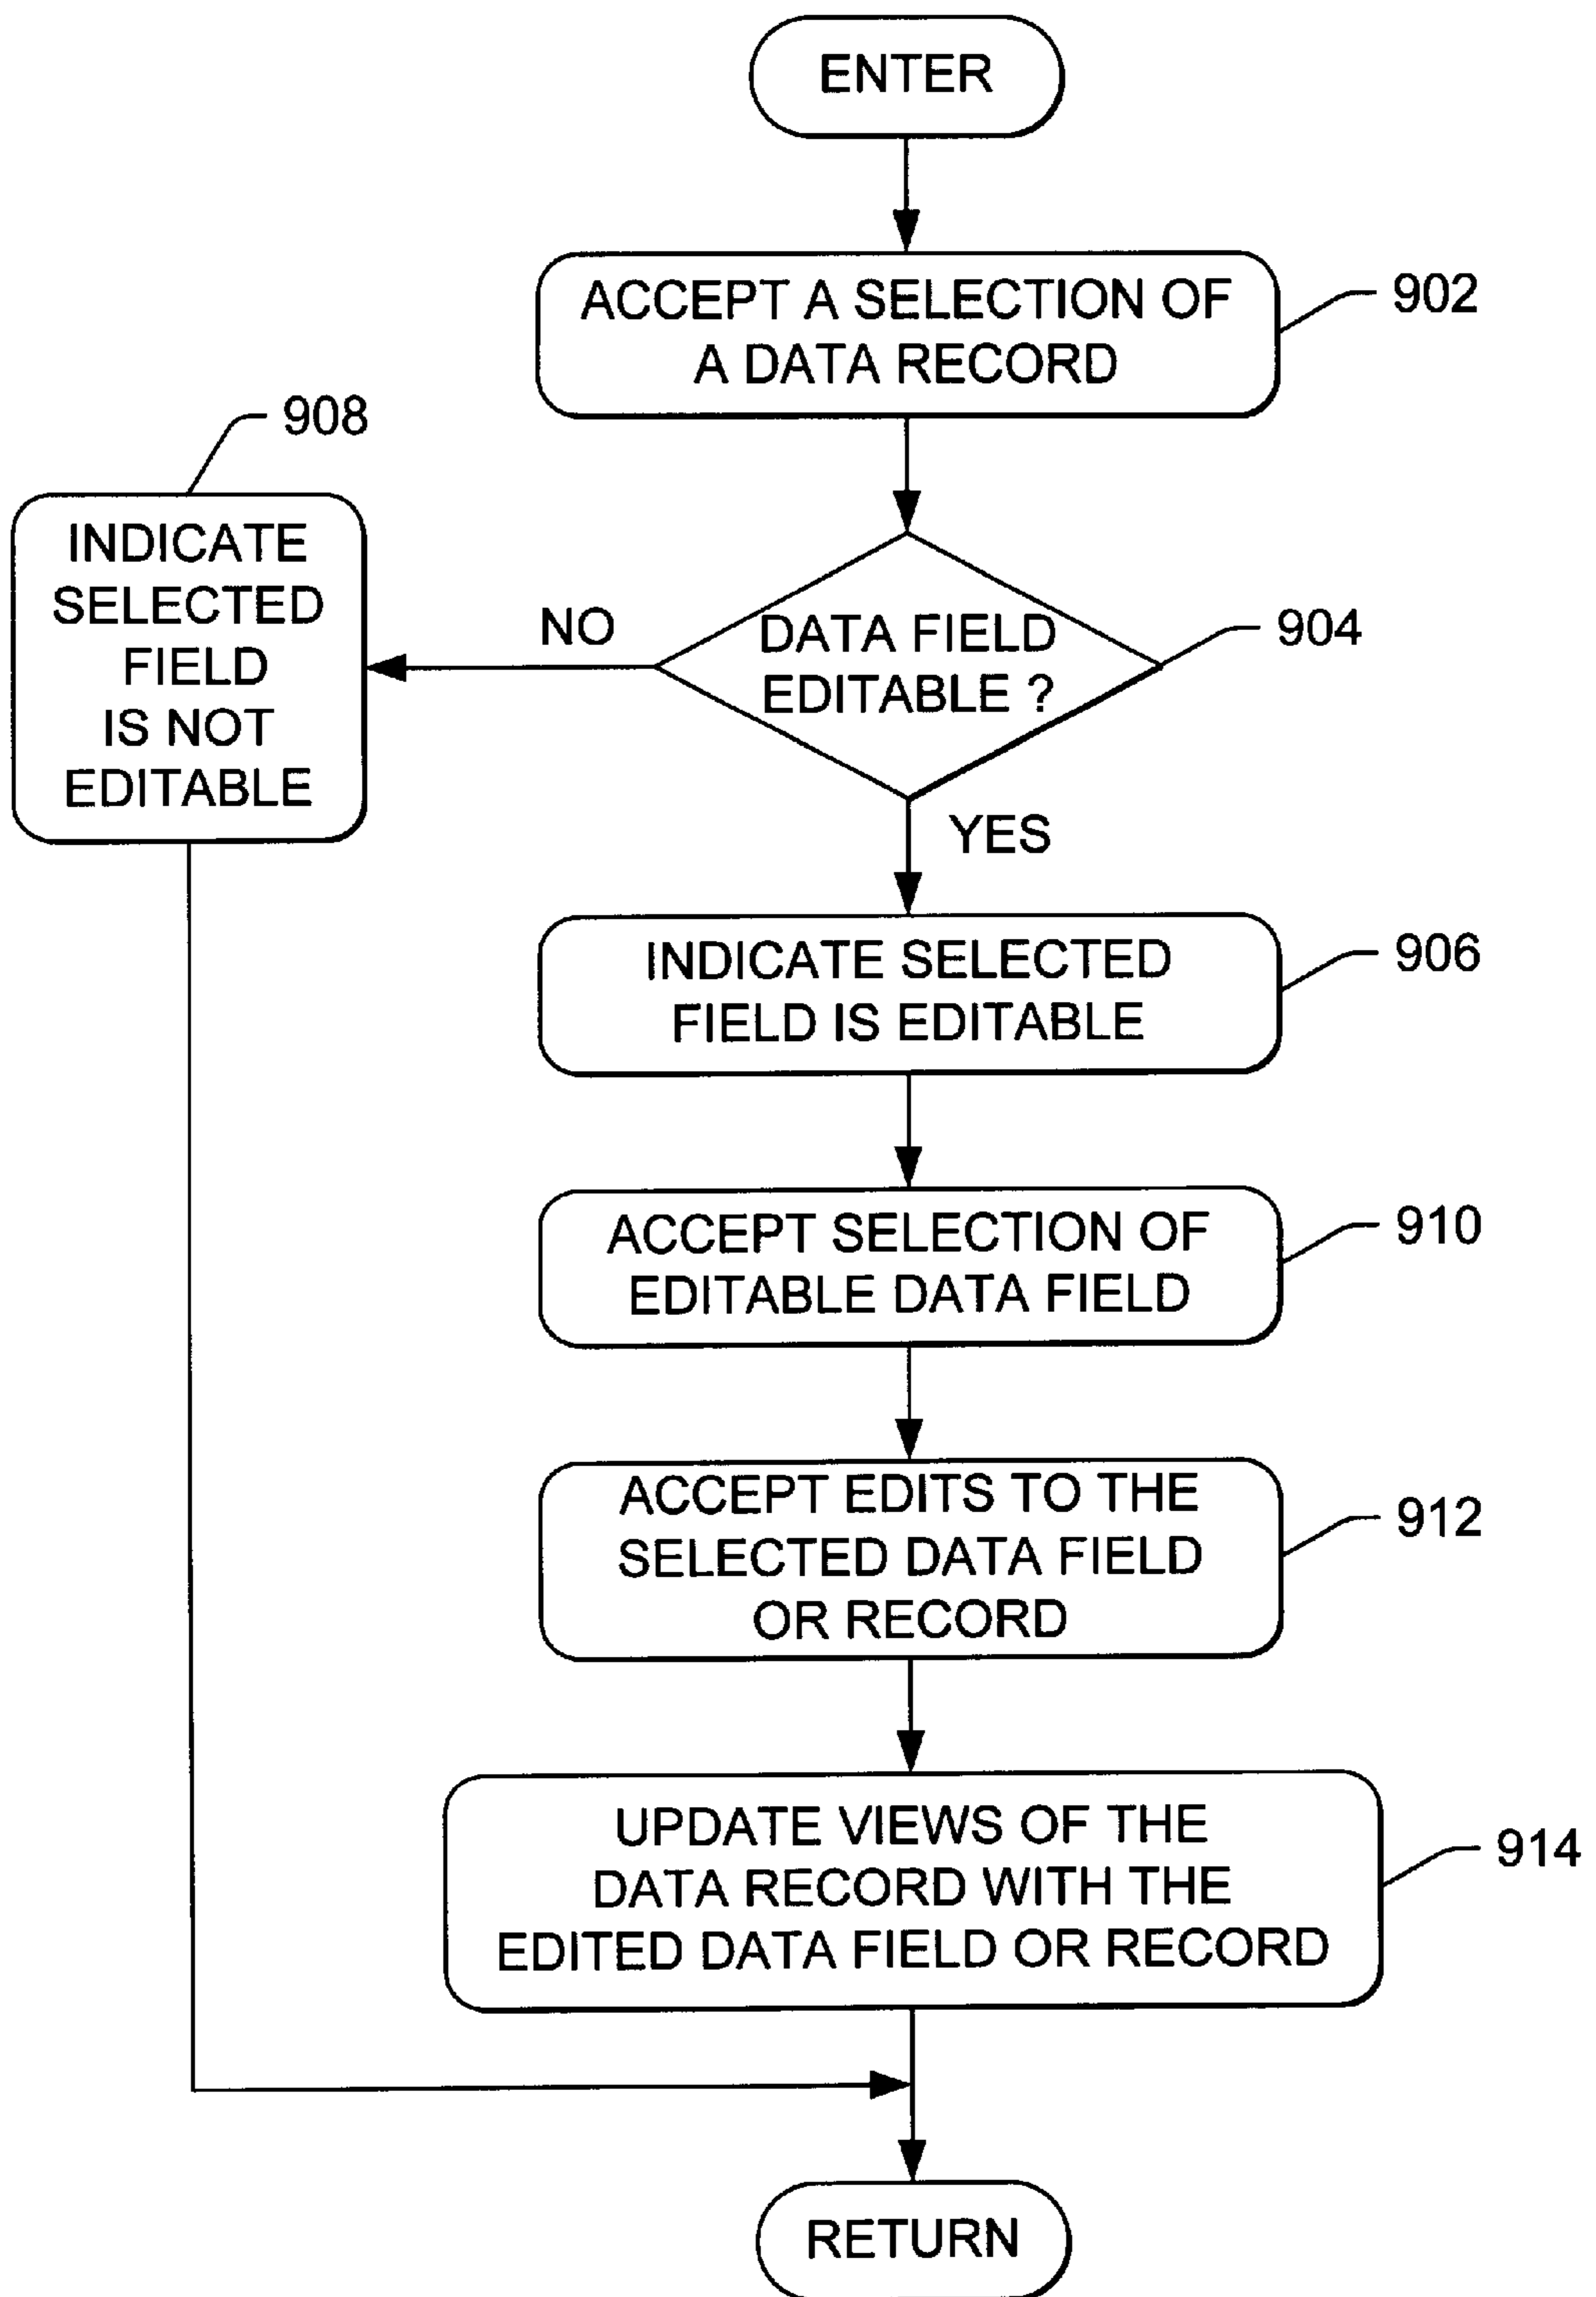 ENTER
ACCEPT A SELECTION OF
A DATA RECORD
902
908
INDICATE
SELECTED
FIELD
IS NOT
EDITABLE
NO
DATA FIELD
EDITABLE ?
904
YES
INDICATE SELECTED
FIELD IS EDITABLE
906
ACCEPT SELECTION OF
EDITABLE DATA FIELD
910
ACCEPT EDITS TO THE
SELECTED DATA FIELD
OR RECORD
912
UPDATE VIEWS OF THE
DATA RECORD WITH THE
EDITED DATA FIELD OR RECORD
914
RETURN